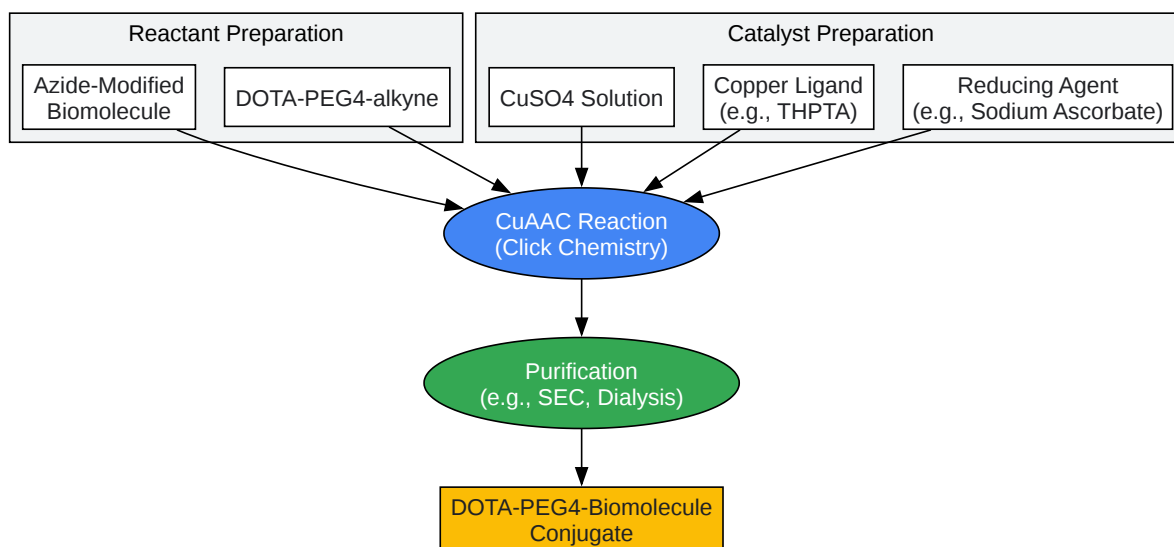 Reactant Preparation
Catalyst Preparation
Azide-Modified
Biomolecule
DOTA-PEG4-alkyne
CuSO4 Solution
Copper Ligand
(e.g., THPTA)
Reducing Agent
(e.g., Sodium Ascorbate)
CuAAC Reaction
(Click Chemistry)
Purification
(e.g., SEC, Dialysis)
DOTA-PEG4-Biomolecule
Conjugate